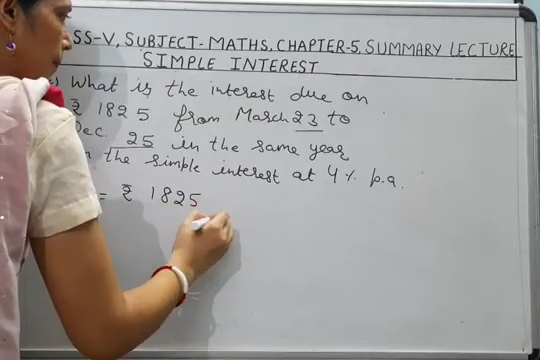 SS-V, SUBJECT-MATHS, CHAPTER-5, SUMMARY LECTURE
SIMPLE INTEREST
) What is the interest due on
₹ 1825 from March 23 to
Dec. 25 in the same year
the simple interest at 4% p.a.
= ₹ 1825